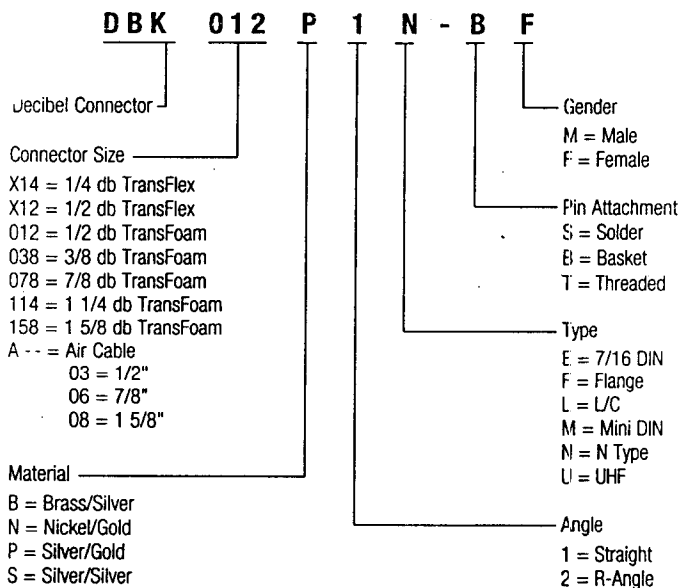 DBK 012 P 1 N - B F
Decibel Connector
Connector Size
X14 = 1/4 db TransFlex
X12 = 1/2 db TransFlex
012 = 1/2 db TransFoam
038 = 3/8 db TransFoam
078 = 7/8 db TransFoam
114 = 1 1/4 db TransFoam
158 = 1 5/8 db TransFoam
A - - = Air Cable
03 = 1/2"
06 = 7/8"
08 = 1 5/8"
Material
B = Brass/Silver
N = Nickel/Gold
P = Silver/Gold
S = Silver/Silver
Gender
M = Male
F = Female
Pin Attachment
S = Solder
B = Basket
T = Threaded
Type
E = 7/16 DIN
F = Flange
L = L/C
M = Mini DIN
N = N Type
U = UHF
Angle
1 = Straight
2 = R-Angle